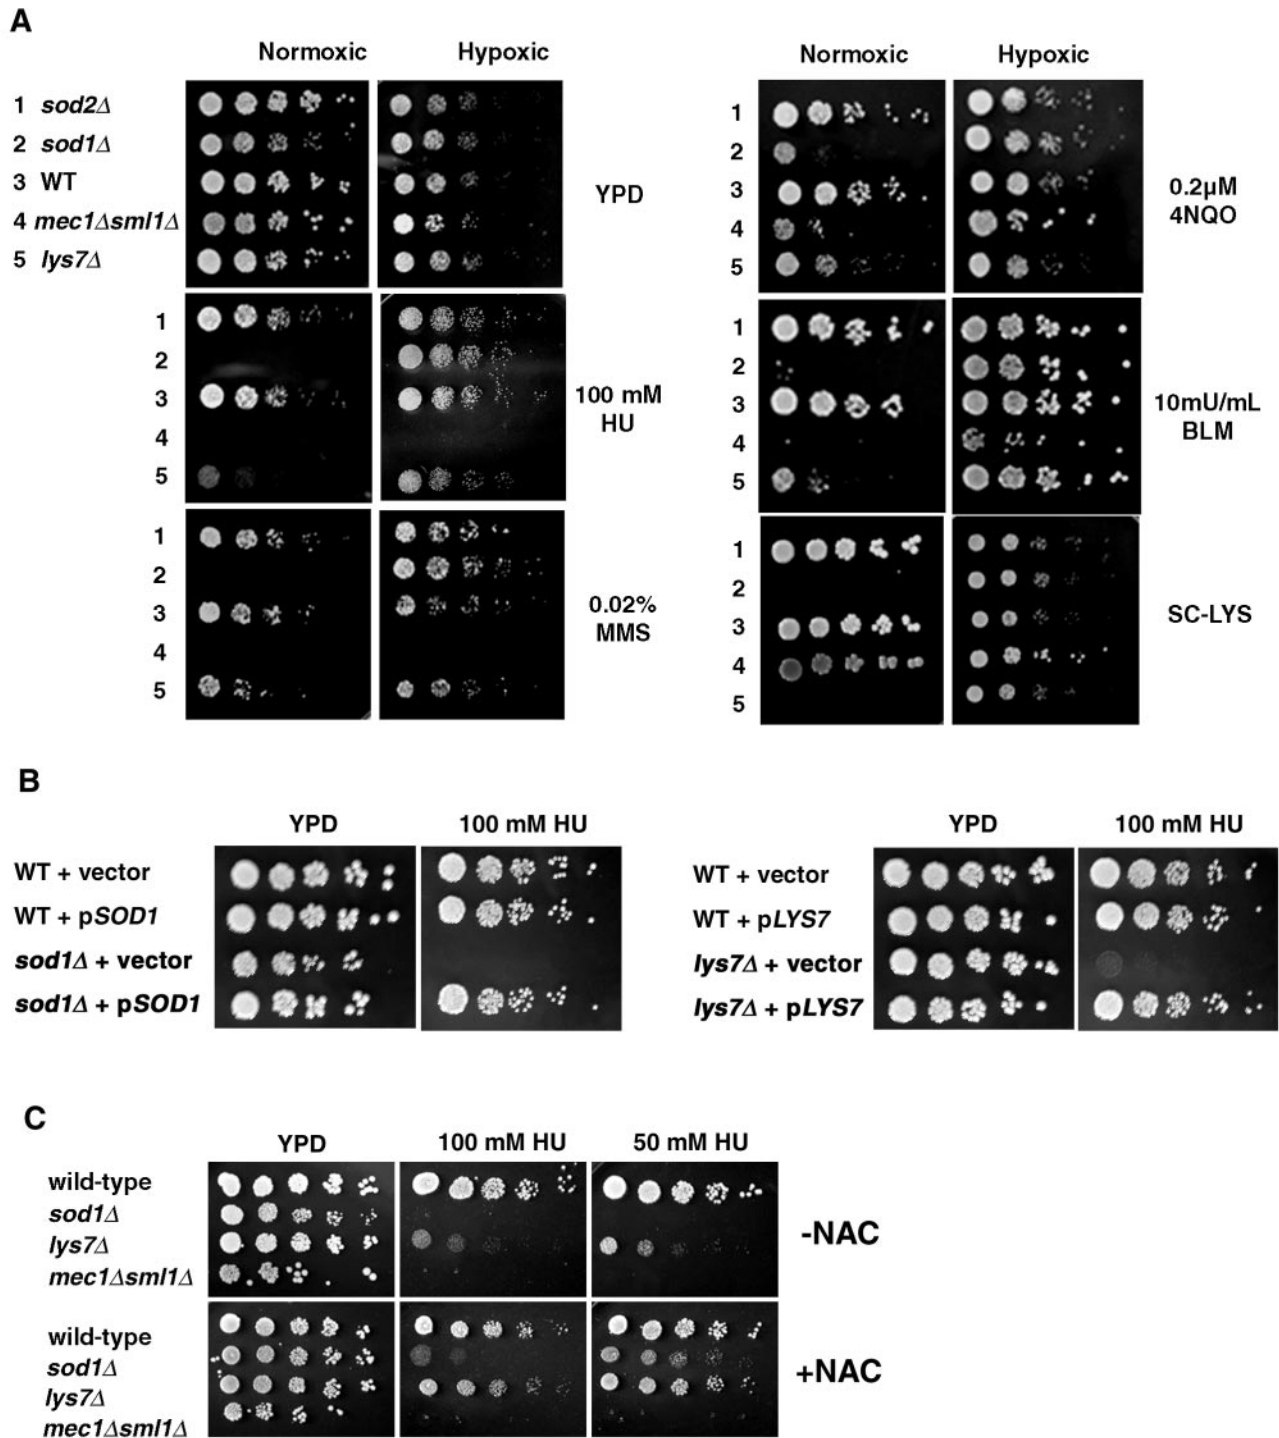 A
Normoxic Hypoxic Normoxic Hypoxic
1 sod2Δ
2 sod1Δ
3 WT
4 mec1Δsml1Δ
5 lys7Δ
YPD
1
2
3
4
5
0.2µM
4NQO
1
2
3
4
5
100 mM
HU
1
2
3
4
5
10mU/mL
BLM
1
2
3
4
5
0.02%
MMS
1
2
3
4
5
SC-LYS
B
YPD 100 mM HU YPD 100 mM HU
WT + vector
WT + pSOD1
sod1Δ + vector
sod1Δ + pSOD1
WT + vector
WT + pLYS7
lys7Δ + vector
lys7Δ + pLYS7
C
YPD 100 mM HU 50 mM HU
wild-type
sod1Δ
lys7Δ
mec1Δsml1Δ
-NAC
wild-type
sod1Δ
lys7Δ
mec1Δsml1Δ
+NAC